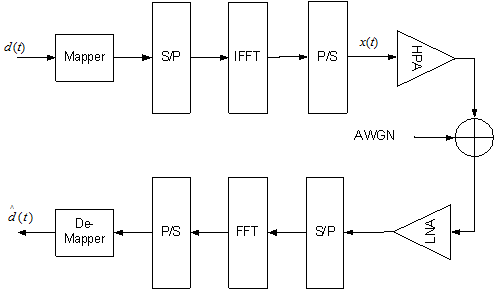 d(t)
Mapper
S/P
IFFT
P/S
x(t)
HPA
AWGN
d̂(t)
De-
Mapper
P/S
FFT
S/P
LNA